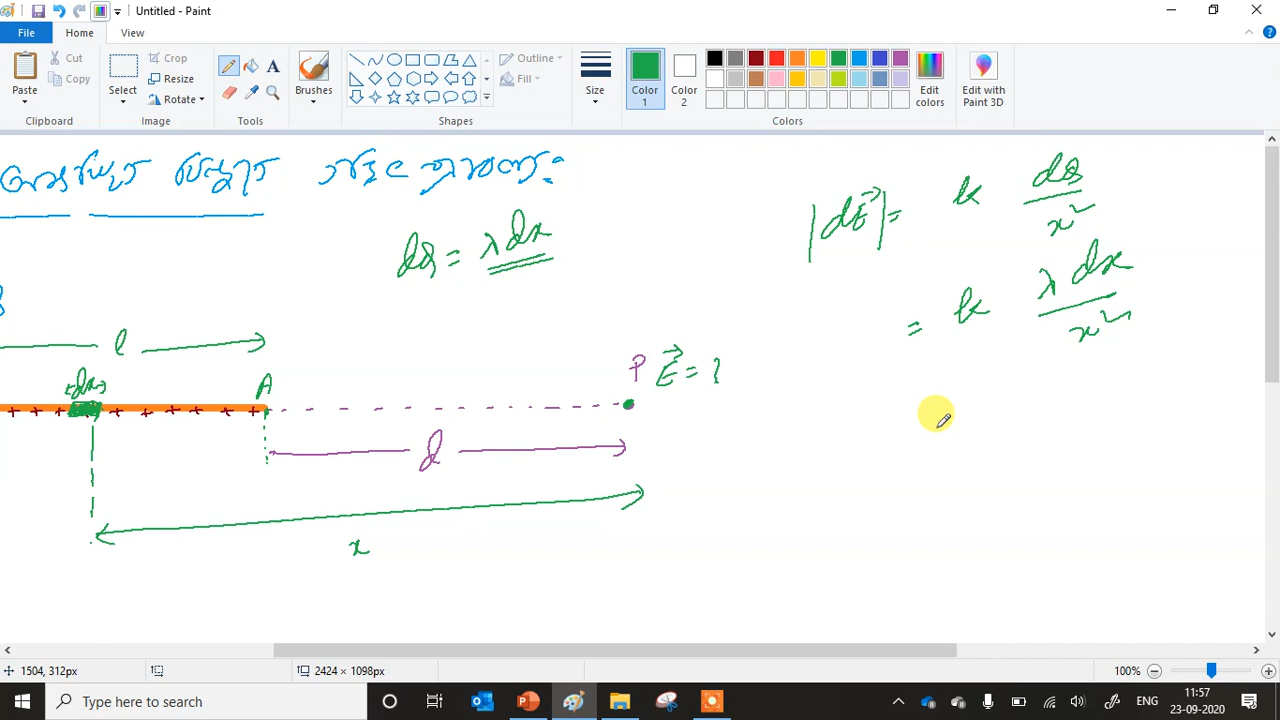 Untitled - Paint
File Home View
Paste
Cut
Copy
Clipboard
Select
Crop
Resize
Rotate
Image
Tools
Brushes
Shapes
Outline
Fill
Size
Color 1
Color 2
Edit colors
Edit with Paint 3D
Colors
dq = λdx
|dE⃗| = k dq/x²
= k λdx/x²
l
dx
A
P E⃗ = ?
+ + + + + + + +
d
x
1504, 312px
2424 × 1098px
100%
Type here to search
ENG
11:57
23-09-2020